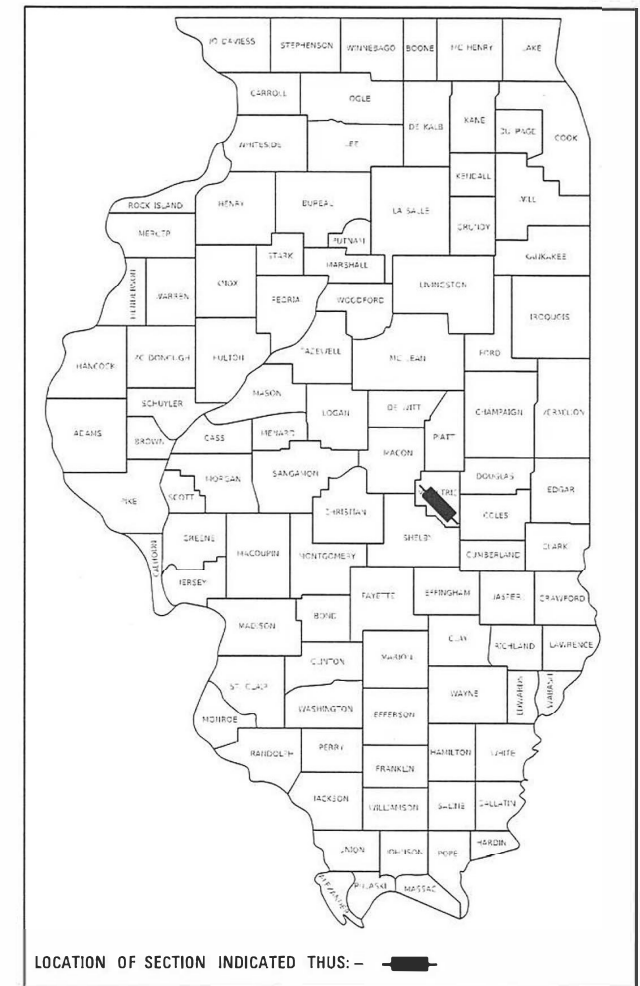 JO DAVIESS STEPHENSON WINNEBAGO BOONE MC HENRY LAKE
CARROLL OGLE DE KALB KANE DU PAGE COOK
WHITESIDE LEE KENDALL WILL
ROCK ISLAND HENRY BUREAU LA SALLE GRUNDY
MERCER STARK PUTNAM MARSHALL KANKAKEE
HENDERSON WARREN KNOX PEORIA WOODFORD LIVINGSTON IROQUOIS
HANCOCK MC DONOUGH FULTON TAZEWELL MC LEAN FORD
SCHUYLER MASON LOGAN DE WITT CHAMPAIGN VERMILION
ADAMS BROWN CASS MENARD MACON PIATT
PIKE SCOTT MORGAN SANGAMON DOUGLAS EDGAR
CHRISTIAN COLES
CALHOUN GREENE MACOUPIN MONTGOMERY SHELBY CUMBERLAND CLARK
JERSEY FAYETTE EFFINGHAM JASPER CRAWFORD
MADISON BOND CLAY RICHLAND LAWRENCE
CLINTON MARION
ST. CLAIR WASHINGTON WAYNE EDWARDS WABASH
MONROE JEFFERSON
RANDOLPH PERRY HAMILTON WHITE
FRANKLIN
JACKSON WILLIAMSON SALINE GALLATIN
UNION JOHNSON POPE HARDIN
ALEXANDER PULASKI MASSAC
LOCATION OF SECTION INDICATED THUS: –